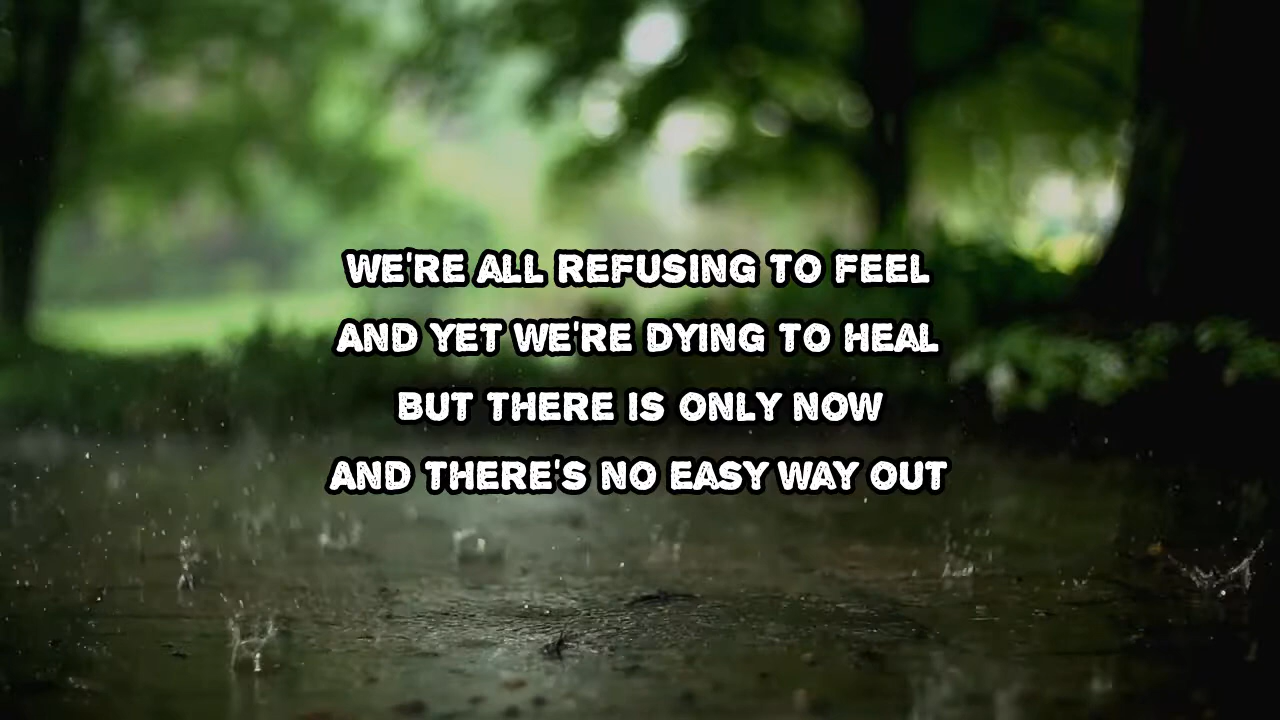 WE'RE ALL REFUSING TO FEEL
AND YET WE'RE DYING TO HEAL
BUT THERE IS ONLY NOW
AND THERE'S NO EASY WAY OUT